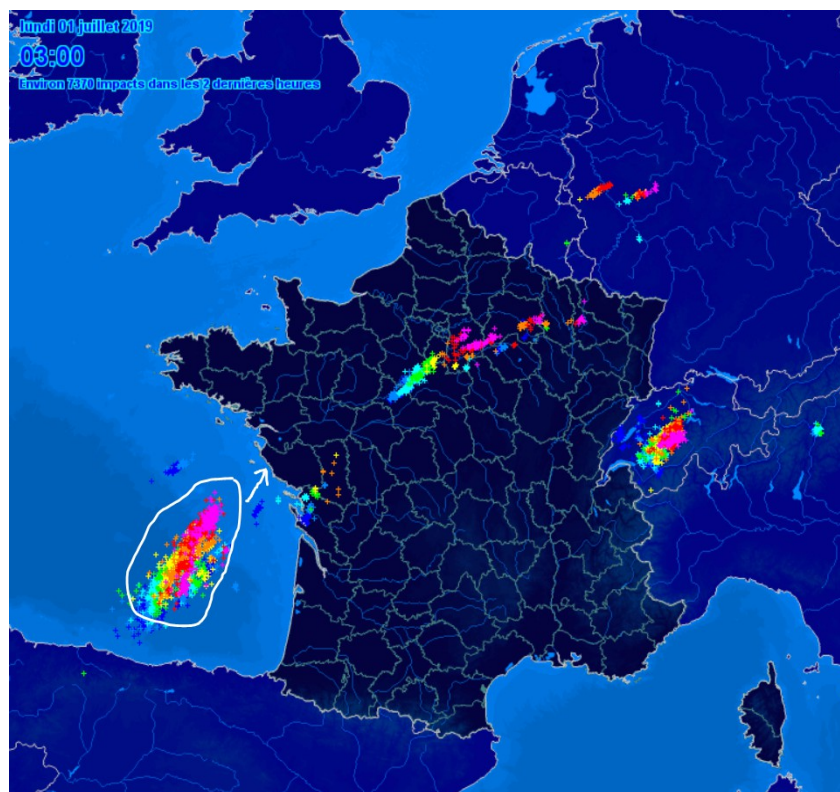 lundi 01 juillet 2019
03:00
Environ 7370 impacts dans les 2 dernières heures